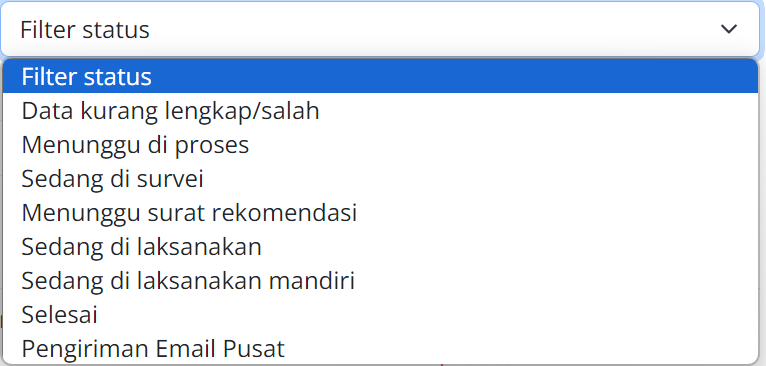 Filter status
Filter status
Data kurang lengkap/salah
Menunggu di proses
Sedang di survei
Menunggu surat rekomendasi
Sedang di laksanakan
Sedang di laksanakan mandiri
Selesai
Pengiriman Email Pusat